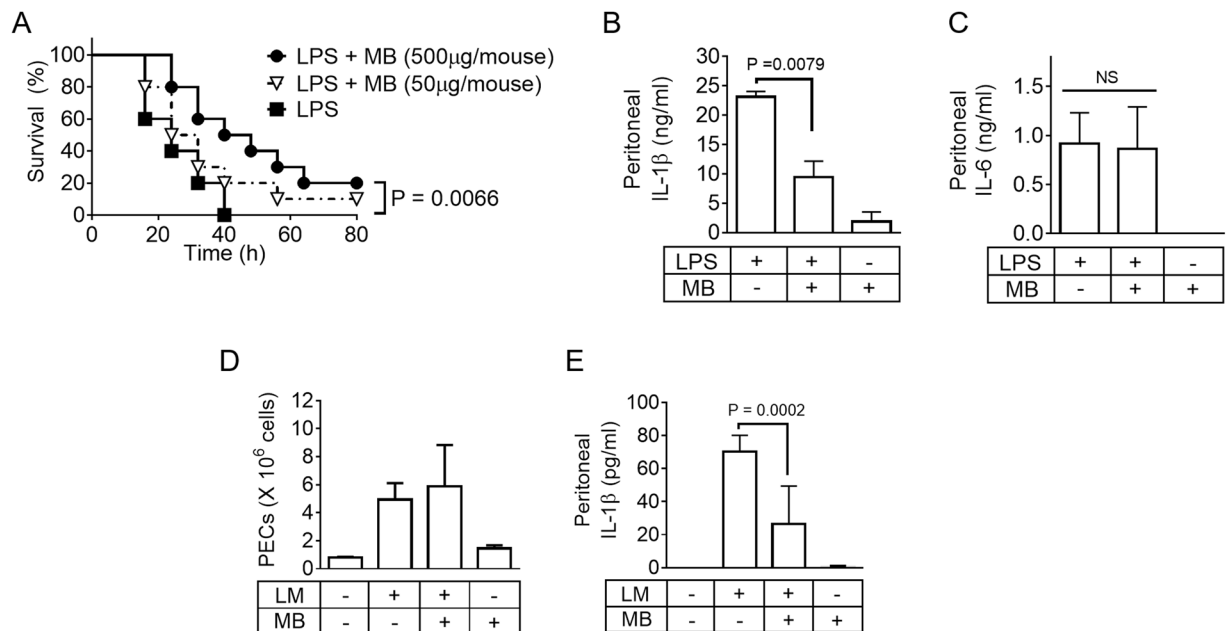 A
Survival (%)
100
80
60
40
20
0
0 20 40 60 80
Time (h)
LPS + MB (500μg/mouse)
LPS + MB (50μg/mouse)
LPS
P = 0.0066
B
Peritoneal
IL-1β (ng/ml)
30
25
20
15
10
5
0
P =0.0079
LPS + + -
MB - + +
C
Peritoneal
IL-6 (ng/ml)
1.5
1.0
0.5
0.0
NS
LPS + + -
MB - + +
D
PECs (X 10⁶ cells)
12
10
8
6
4
2
0
LM - + + -
MB - - + +
E
Peritoneal
IL-1β (pg/ml)
100
80
60
40
20
0
P = 0.0002
LM - + + -
MB - - + +